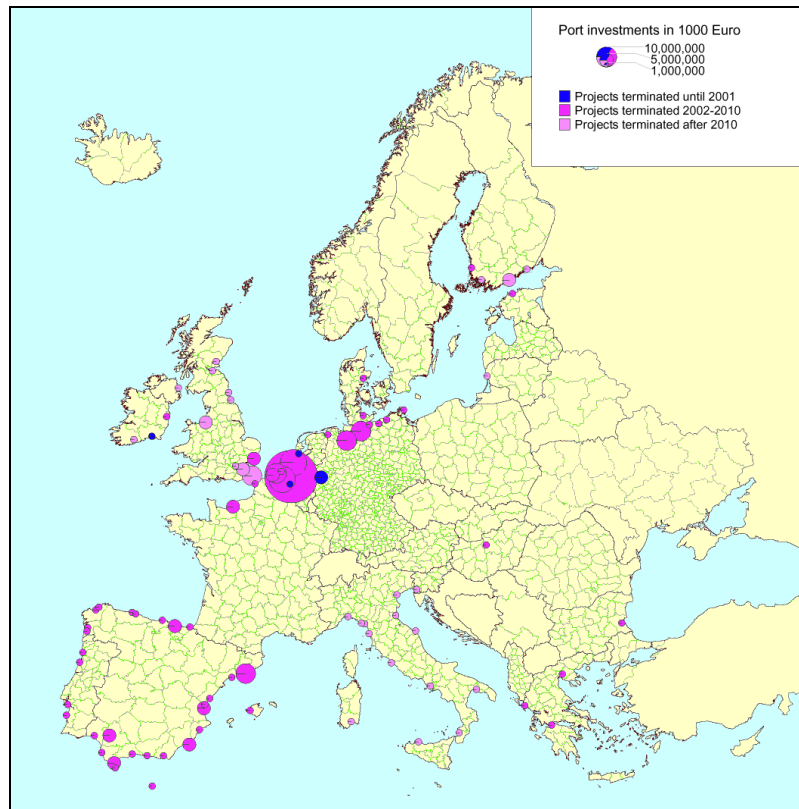 Port investments in 1000 Euro
10,000,000
5,000,000
1,000,000
Projects terminated until 2001
Projects terminated 2002-2010
Projects terminated after 2010